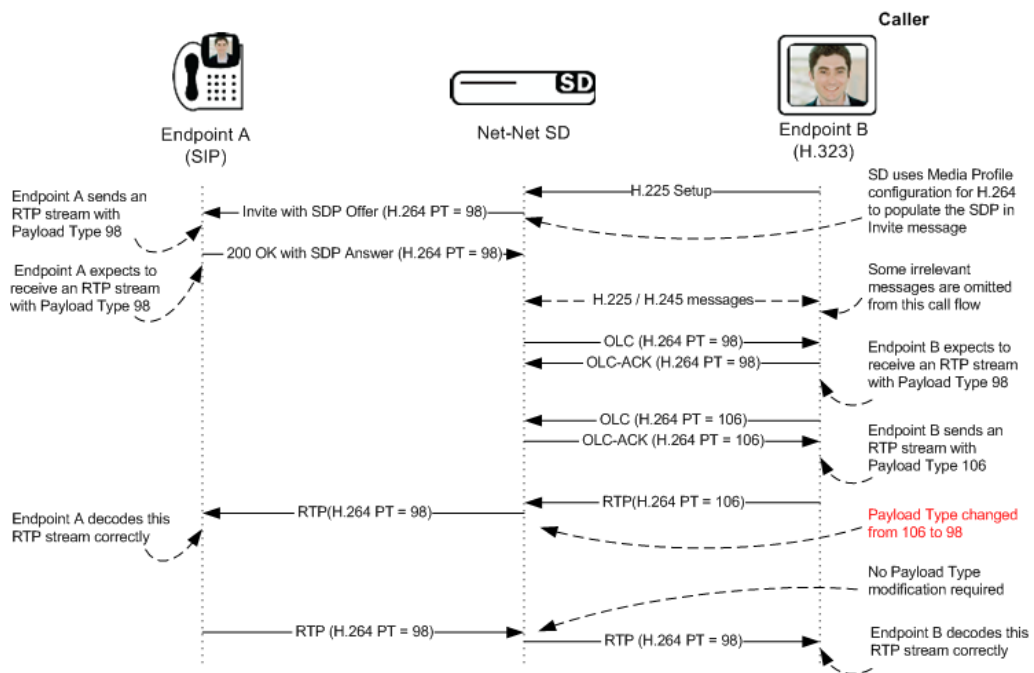 Caller
SD
Endpoint A
(SIP)
Net-Net SD
Endpoint B
(H.323)
Endpoint A sends an
RTP stream with
Payload Type 98
H.225 Setup
SD uses Media Profile
configuration for H.264
to populate the SDP in
Invite message
Invite with SDP Offer (H.264 PT = 98)
200 OK with SDP Answer (H.264 PT = 98)
Endpoint A expects to
receive an RTP stream
with Payload Type 98
Some irrelevant
messages are omitted
from this call flow
H.225 / H.245 messages
OLC (H.264 PT = 98)
OLC-ACK (H.264 PT = 98)
Endpoint B expects to
receive an RTP stream
with Payload Type 98
OLC (H.264 PT = 106)
OLC-ACK (H.264 PT = 106)
Endpoint B sends an
RTP stream with
Payload Type 106
RTP(H.264 PT = 106)
RTP(H.264 PT = 98)
Endpoint A decodes this
RTP stream correctly
Payload Type changed
from 106 to 98
No Payload Type
modification required
RTP (H.264 PT = 98)
RTP (H.264 PT = 98)
Endpoint B decodes this
RTP stream correctly